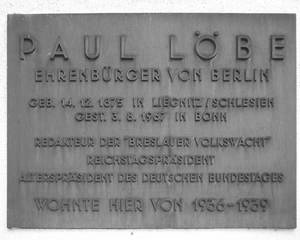 PAUL LÖBE
EHRENBÜRGER VON BERLIN
GEB. 14. 12. 1875 IN LIEGNITZ/SCHLESIEN
GEST. 3. 8. 1967 IN BONN
REDAKTEUR DER "BRESLAUER VOLKSWACHT"
REICHSTAGSPRÄSIDENT
ALTERSPRÄSIDENT DES DEUTSCHEN BUNDESTAGES
WOHNTE HIER VON 1936-1939